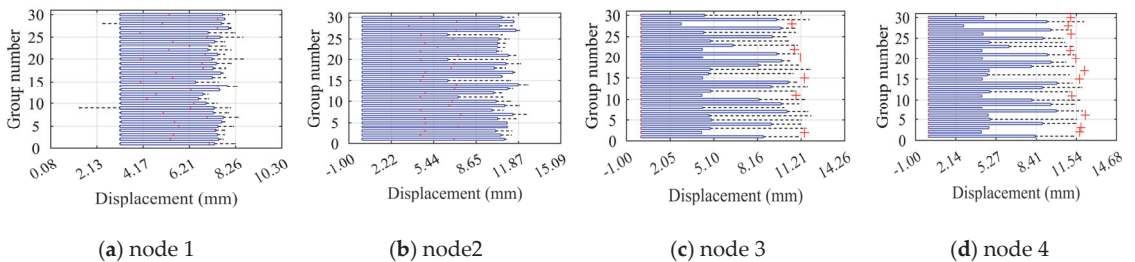 Group number
30
25
20
15
10
5
0
0.08 2.13 4.17 6.21 8.26 10.30
Displacement (mm)
(a) node 1
Group number
30
25
20
15
10
5
0
-1.00 2.22 5.44 8.65 11.87 15.09
Displacement (mm)
(b) node2
Group number
30
25
20
15
10
5
0
-1.00 2.05 5.10 8.16 11.21 14.26
Displacement (mm)
(c) node 3
Group number
30
25
20
15
10
5
0
-1.00 2.14 5.27 8.41 11.54 14.68
Displacement (mm)
(d) node 4